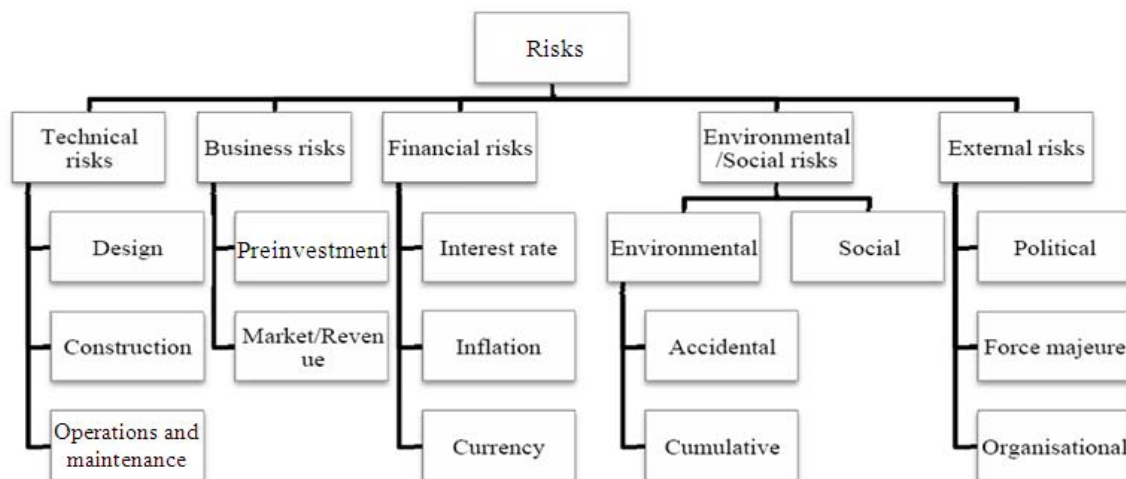 Risks
Technical
risks
Business risks
Financial risks
Environmental
/Social risks
External risks
Design
Preinvestment
Interest rate
Environmental
Social
Political
Construction
Market/Reven
ue
Inflation
Accidental
Force majeure
Operations and
maintenance
Currency
Cumulative
Organisational